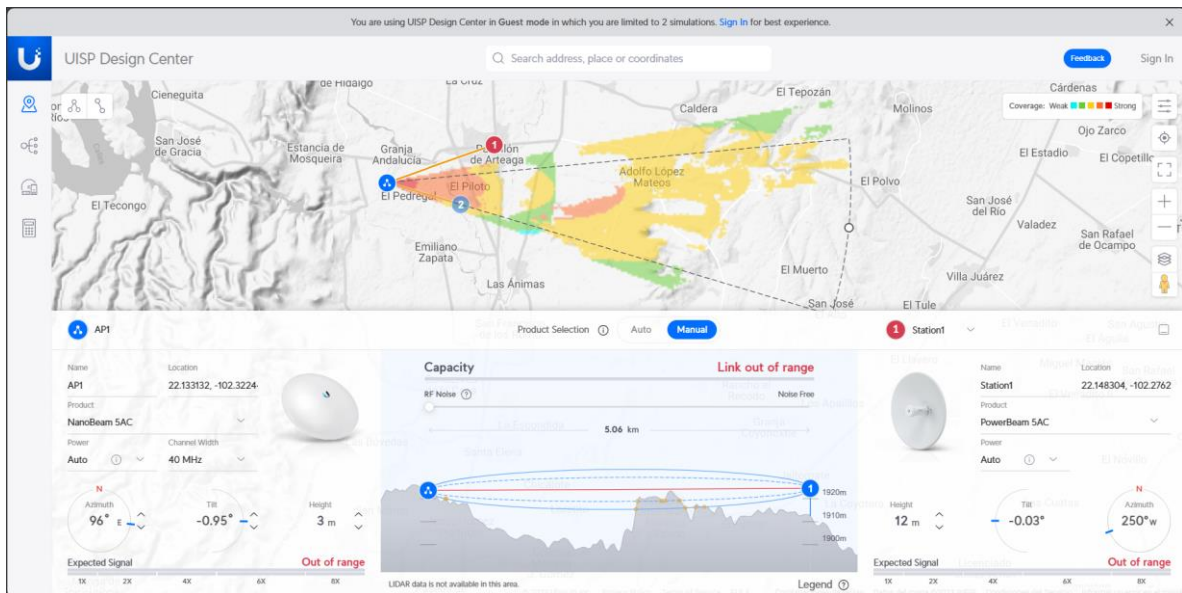 You are using UISP Design Center in Guest mode in which you are limited to 2 simulations. Sign In for best experience.
UISP Design Center
Search address, place or coordinates
Feedback
Sign In
Cieneguita
de Hidalgo
La Cruz
El Tepozán
Caldera
Molinos
Cárdenas
Coverage: Weak Strong
Ojo Zarco
San José
de Gracia
Estancia de
Mosqueira
Granja
Andalucia
1
de Arteaga
El Estadio
El Copetillo
El Tecongo
El Pedregal
El Piloto
2
Adolfo López
Mateos
El Polvo
San José
del Río
Valadez
San Rafael
de Ocampo
Emiliano
Zapata
Las Ánimas
El Muerto
Villa Juárez
San José
El Tule
AP1
Product Selection
Auto
Manual
1
Station1
Name
AP1
Location
22.133132, -102.3224
Product
NanoBeam 5AC
Power
Auto
Channel Width
40 MHz
N
Azimuth
96° E
Tilt
-0.95°
Height
3 m
Expected Signal
Out of range
1X 2X 4X 6X 8X
Capacity
Link out of range
RF Noise
Noise Free
5.06 km
1
1920m
1910m
1900m
LIDAR data is not available in this area.
Legend
Name
Station1
Location
22.148304, -102.2762
Product
PowerBeam 5AC
Power
Auto
Height
12 m
Tilt
-0.03°
N
Azimuth
250° W
Expected Signal
Out of range
1X 2X 4X 6X 8X